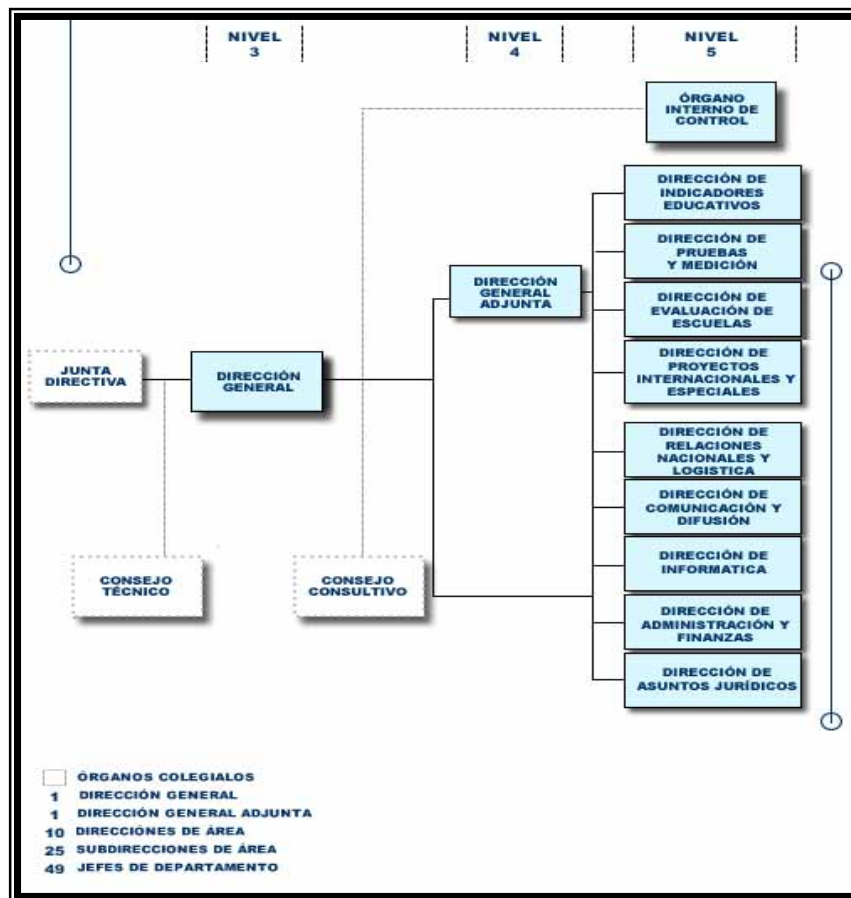 NIVEL
3
NIVEL
4
NIVEL
5
ÓRGANO
INTERNO DE
CONTROL
DIRECCIÓN DE
INDICADORES
EDUCATIVOS
DIRECCIÓN DE
PRUEBAS
Y MEDICIÓN
DIRECCIÓN
GENERAL
ADJUNTA
DIRECCIÓN DE
EVALUACIÓN DE
ESCUELAS
JUNTA
DIRECTIVA
DIRECCIÓN
GENERAL
DIRECCIÓN DE
PROYECTOS
INTERNACIONALES Y
ESPECIALES
DIRECCIÓN DE
RELACIONES
NACIONALES Y
LOGISTICA
DIRECCIÓN DE
COMUNICACIÓN Y
DIFUSIÓN
CONSEJO
TÉCNICO
CONSEJO
CONSULTIVO
DIRECCIÓN DE
INFORMATICA
DIRECCIÓN DE
ADMINISTRACIÓN Y
FINANZAS
DIRECCIÓN DE
ASUNTOS JURÍDICOS
ÓRGANOS COLEGIALOS
1 DIRECCIÓN GENERAL
1 DIRECCIÓN GENERAL ADJUNTA
10 DIRECCIÓNES DE ÁREA
25 SUBDIRECCIONES DE ÁREA
49 JEFES DE DEPARTAMENTO